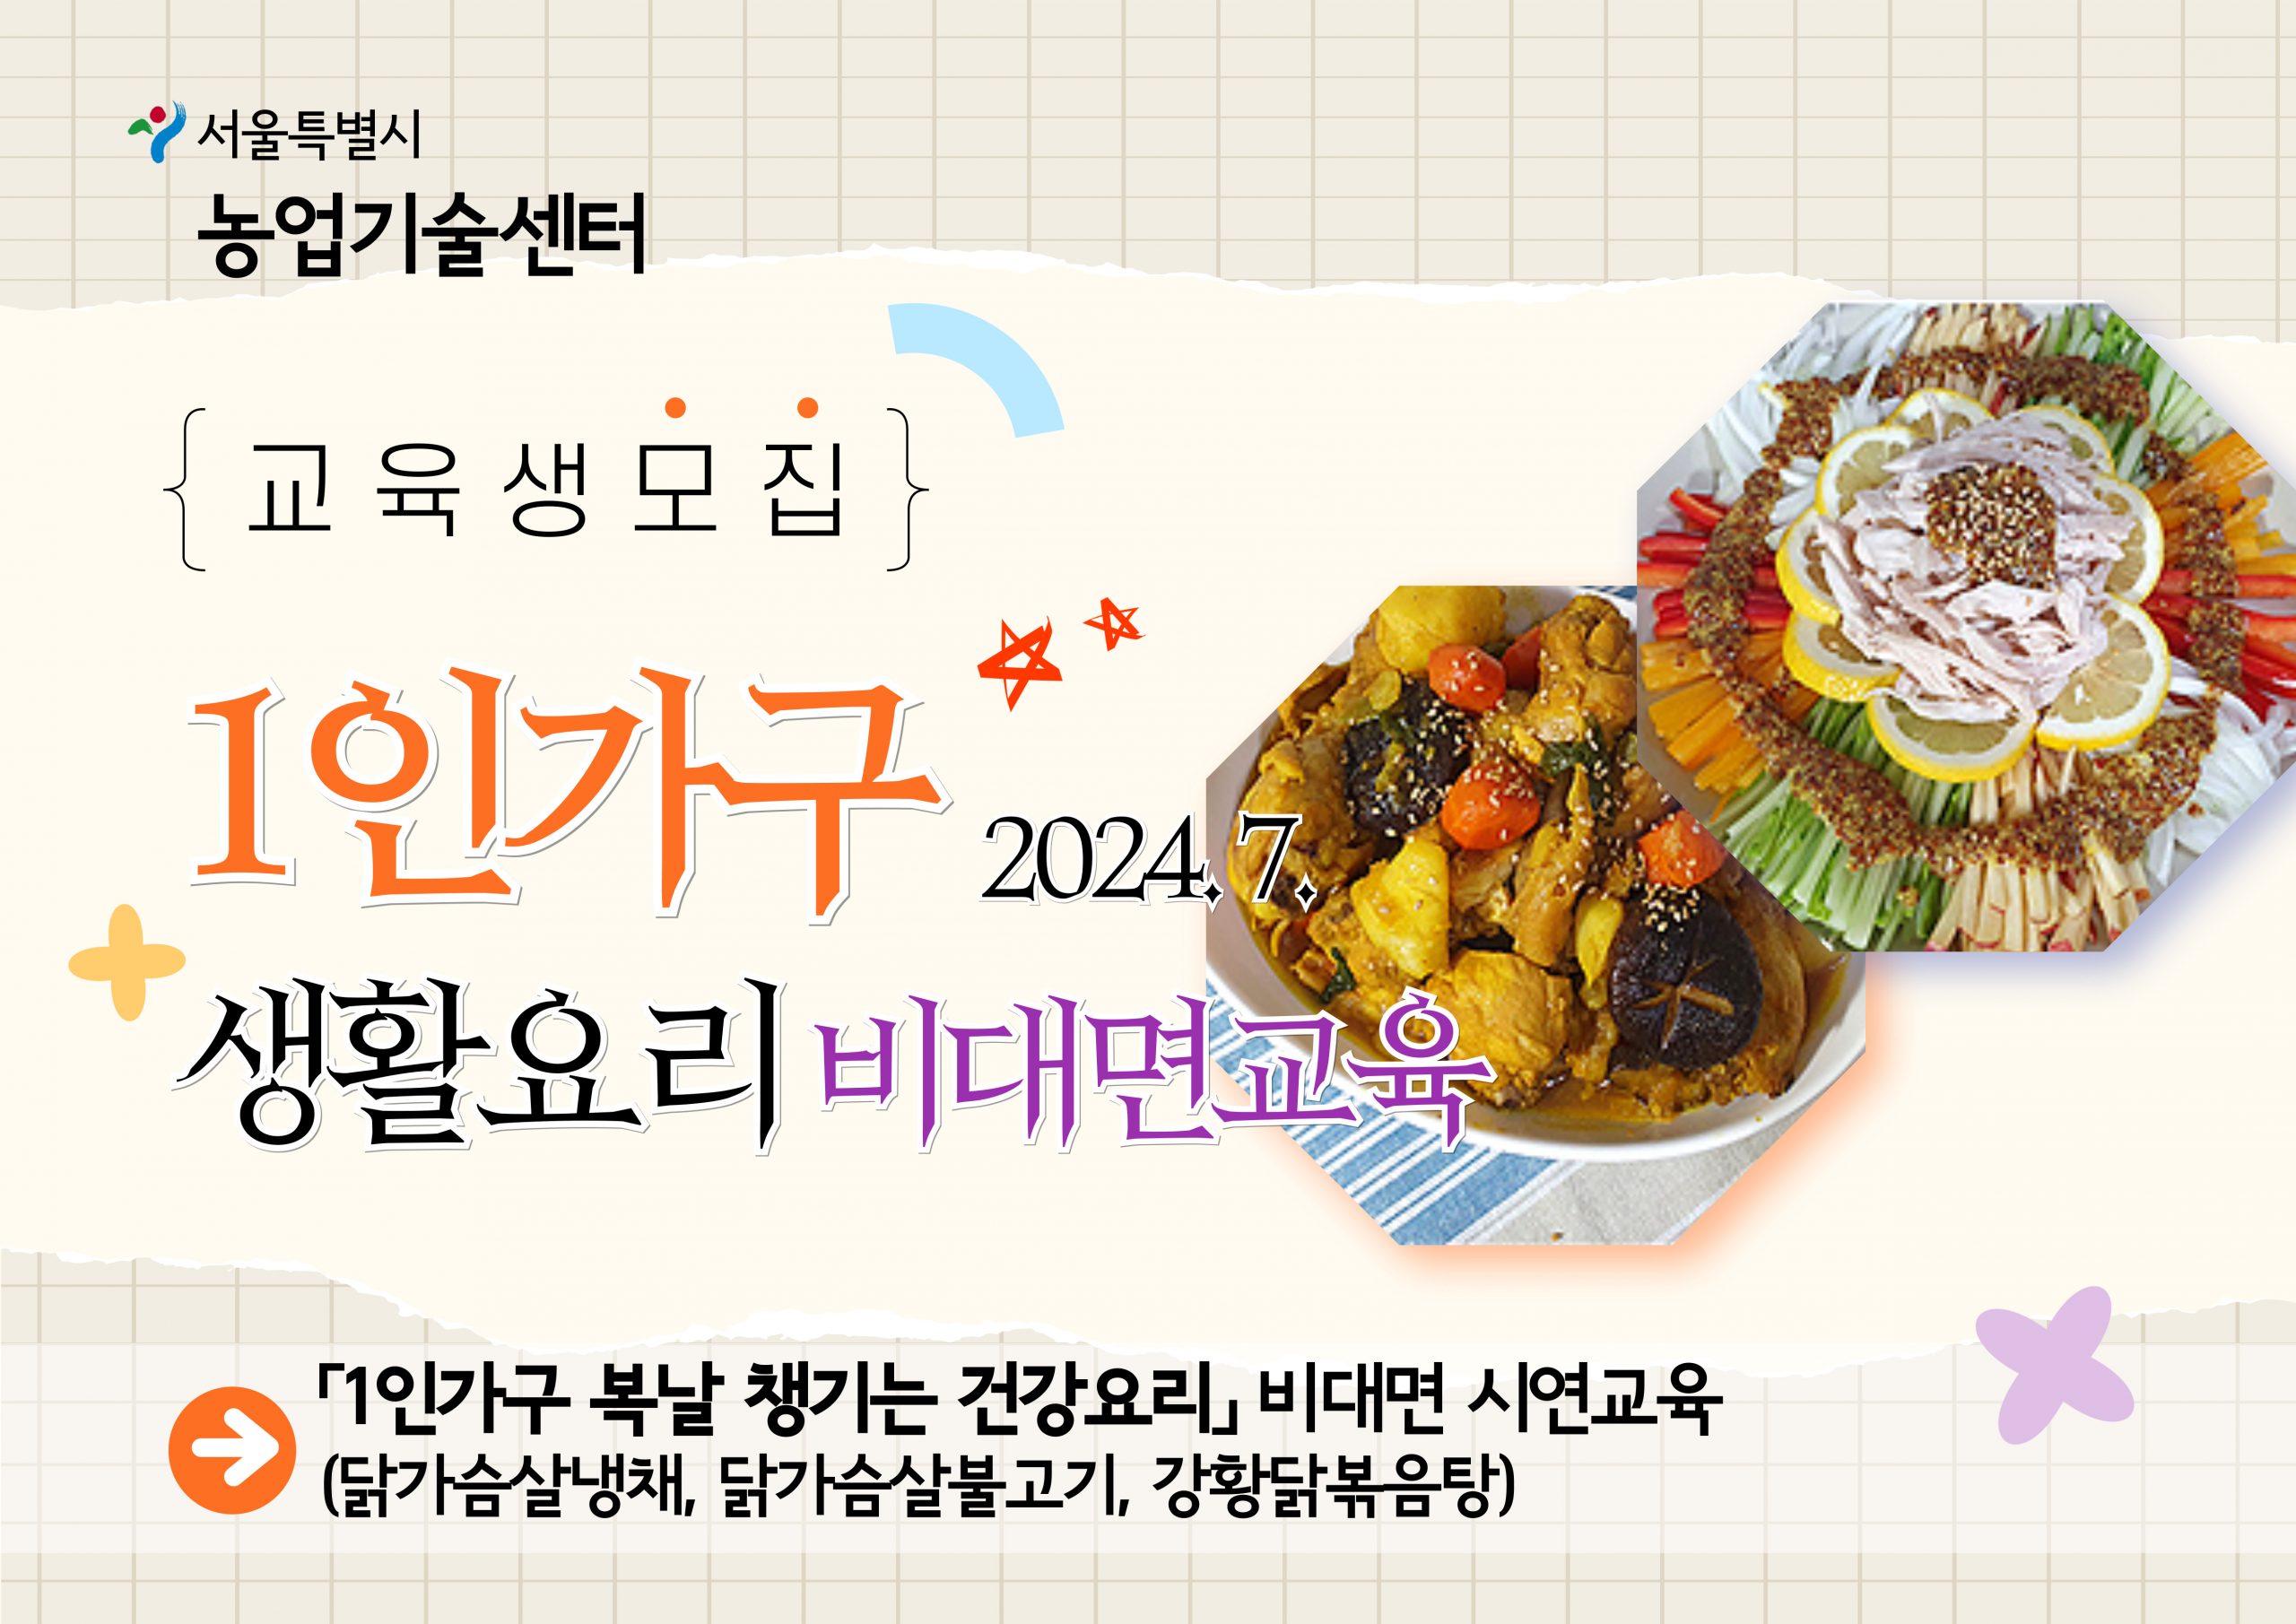 서울특별시
농업기술센터
교육생모집
1인가구 2024. 7.
생활요리 비대면교육
「1인가구 복날 챙기는 건강요리」 비대면 시연교육
(닭가슴살냉채, 닭가슴살불고기, 강황닭볶음탕)